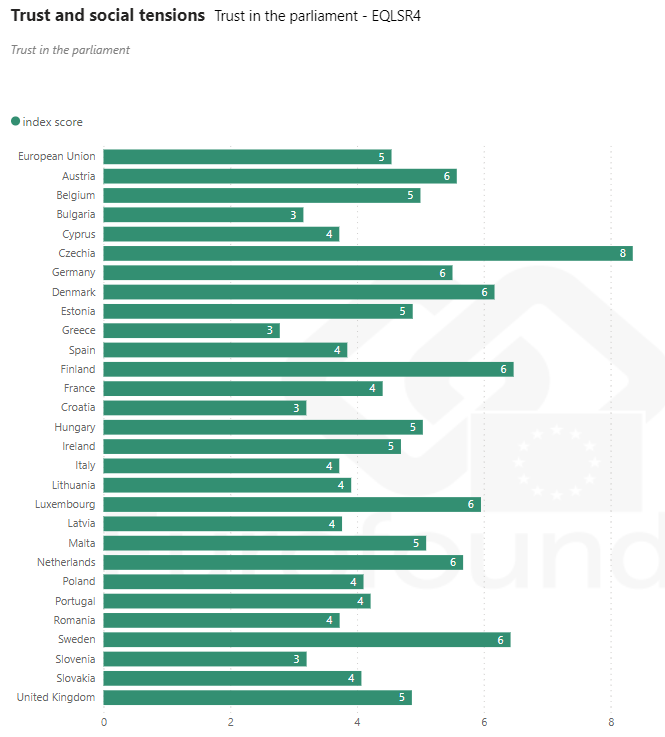 Trust and social tensions Trust in the parliament - EQLSR4
Trust in the parliament
index score
European Union 5
Austria 6
Belgium 5
Bulgaria 3
Cyprus 4
Czechia 8
Germany 6
Denmark 6
Estonia 5
Greece 3
Spain 4
Finland 6
France 4
Croatia 3
Hungary 5
Ireland 5
Italy 4
Lithuania 4
Luxembourg 6
Latvia 4
Malta 5
Netherlands 6
Poland 4
Portugal 4
Romania 4
Sweden 6
Slovenia 3
Slovakia 4
United Kingdom 5
0 2 4 6 8